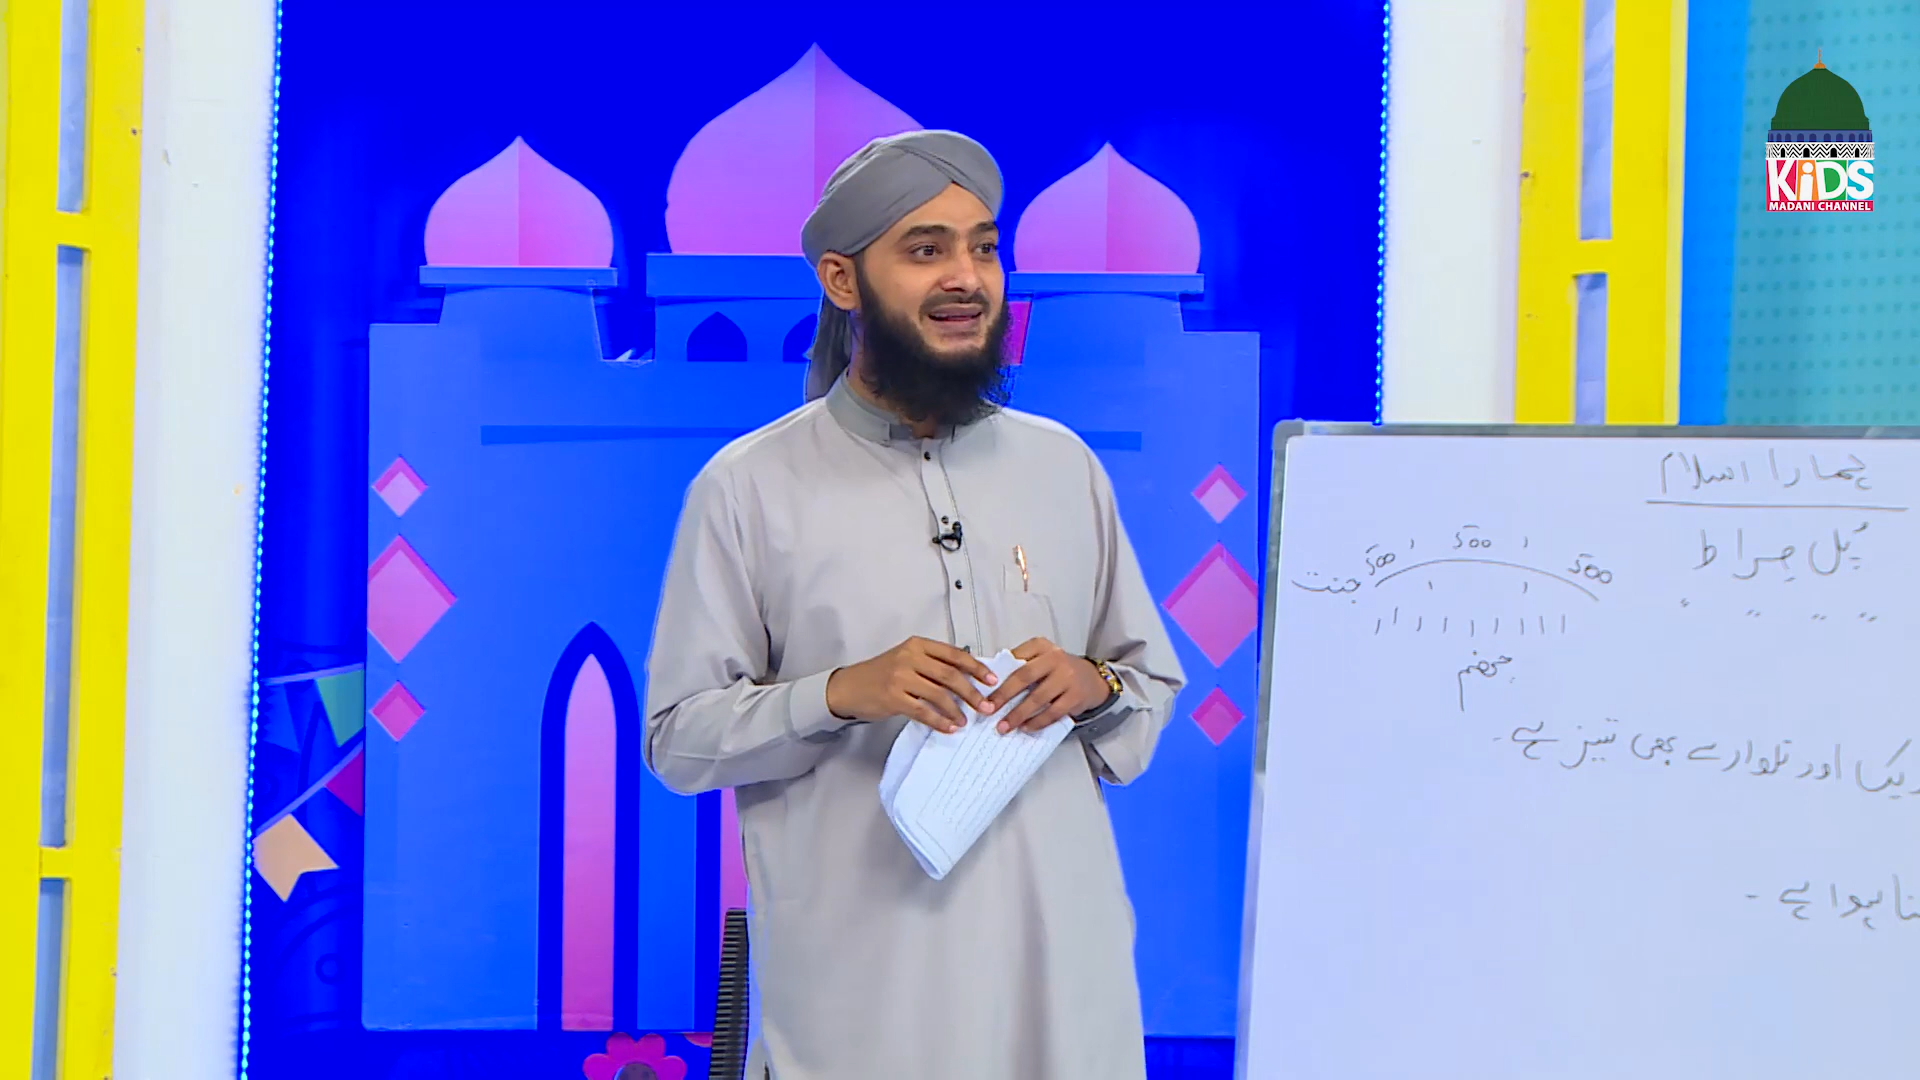 KiDS
MADANI CHANNEL
ہمارا اسلام
پُل صراط
500 500 500
جنت
جہنم
اور تلوار سے بھی تیز ہے۔
ہوا ہے۔